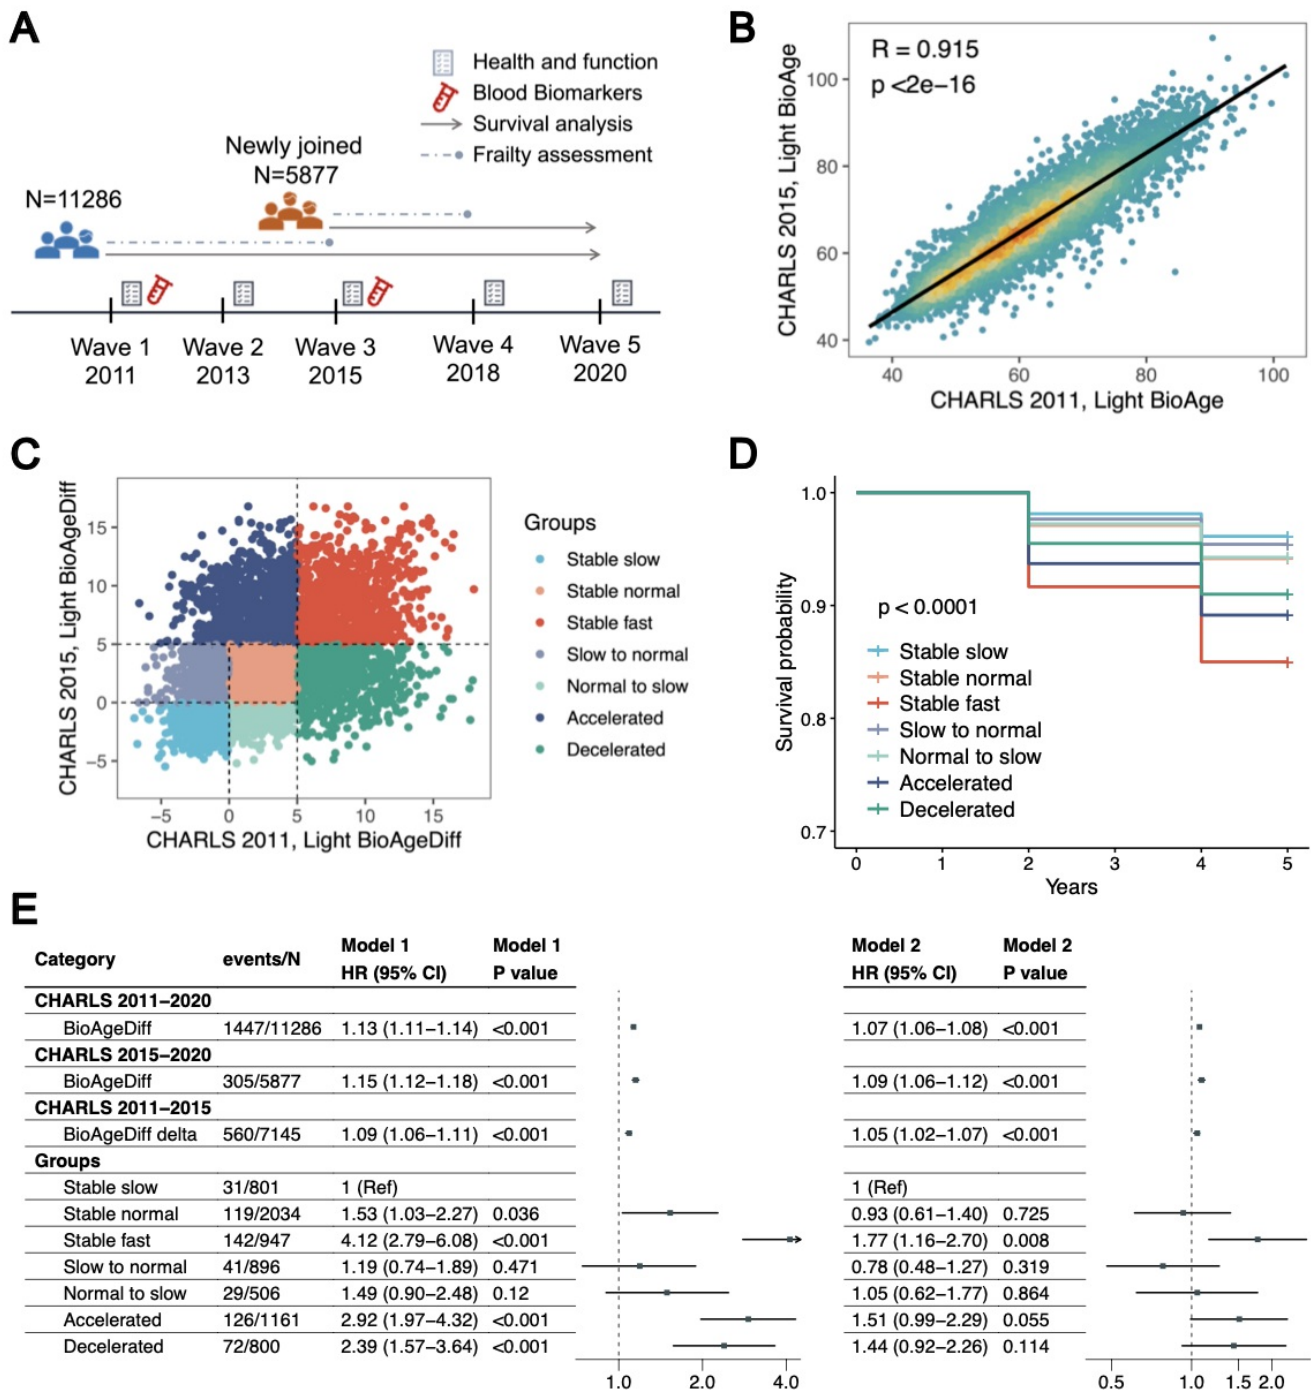 A
Health and function
Blood Biomarkers
Survival analysis
Frailty assessment
Newly joined
N=5877
N=11286
Wave 1 Wave 2 Wave 3 Wave 4 Wave 5
2011 2013 2015 2018 2020
B
R = 0.915
p <2e−16
CHARLS 2015, Light BioAge
100
80
60
40
40 60 80 100
CHARLS 2011, Light BioAge
C
CHARLS 2015, Light BioAgeDiff
15
10
5
0
−5
−5 0 5 10 15
CHARLS 2011, Light BioAgeDiff
Groups
Stable slow
Stable normal
Stable fast
Slow to normal
Normal to slow
Accelerated
Decelerated
D
Survival probability
1.0
0.9
0.8
0.7
p < 0.0001
Stable slow
Stable normal
Stable fast
Slow to normal
Normal to slow
Accelerated
Decelerated
0 1 2 3 4 5
Years
E
Category events/N Model 1 HR (95% CI) Model 1 P value Model 2 HR (95% CI) Model 2 P value
CHARLS 2011–2020
BioAgeDiff 1447/11286 1.13 (1.11–1.14) <0.001 1.07 (1.06–1.08) <0.001
CHARLS 2015–2020
BioAgeDiff 305/5877 1.15 (1.12–1.18) <0.001 1.09 (1.06–1.12) <0.001
CHARLS 2011–2015
BioAgeDiff delta 560/7145 1.09 (1.06–1.11) <0.001 1.05 (1.02–1.07) <0.001
Groups
Stable slow 31/801 1 (Ref) 1 (Ref)
Stable normal 119/2034 1.53 (1.03–2.27) 0.036 0.93 (0.61–1.40) 0.725
Stable fast 142/947 4.12 (2.79–6.08) <0.001 1.77 (1.16–2.70) 0.008
Slow to normal 41/896 1.19 (0.74–1.89) 0.471 0.78 (0.48–1.27) 0.319
Normal to slow 29/506 1.49 (0.90–2.48) 0.12 1.05 (0.62–1.77) 0.864
Accelerated 126/1161 2.92 (1.97–4.32) <0.001 1.51 (0.99–2.29) 0.055
Decelerated 72/800 2.39 (1.57–3.64) <0.001 1.44 (0.92–2.26) 0.114
1.0 2.0 4.0 0.5 1.0 1.5 2.0